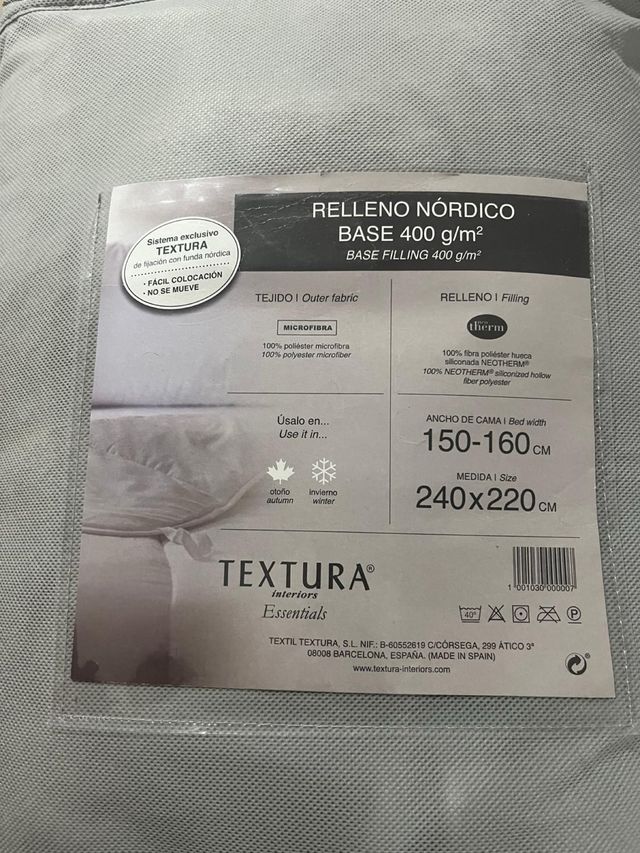 RELLENO NÓRDICO
BASE 400 g/m²
BASE FILLING 400 g/m²
Sistema exclusivo
TEXTURA
de fijación con funda nórdica
· FÁCIL COLOCACIÓN
· NO SE MUEVE
TEJIDO | Outer fabric
MICROFIBRA
100% poliéster microfibra
100% polyester microfiber
RELLENO | Filling
neo
therm
100% fibra poliéster hueca
siliconada NEOTHERM®
100% NEOTHERM® siliconized hollow
fiber polyester
Úsalo en...
Use it in...
otoño
autumn
invierno
winter
ANCHO DE CAMA | Bed width
150-160 CM
MEDIDA | Size
240x220 CM
TEXTURA®
interiors
Essentials
1 001030 000007
40°
P
TEXTIL TEXTURA, S.L. NIF.: B-60552619 C/CÓRSEGA, 299 ÁTICO 3ª
08008 BARCELONA, ESPAÑA. (MADE IN SPAIN)
www.textura-interiors.com